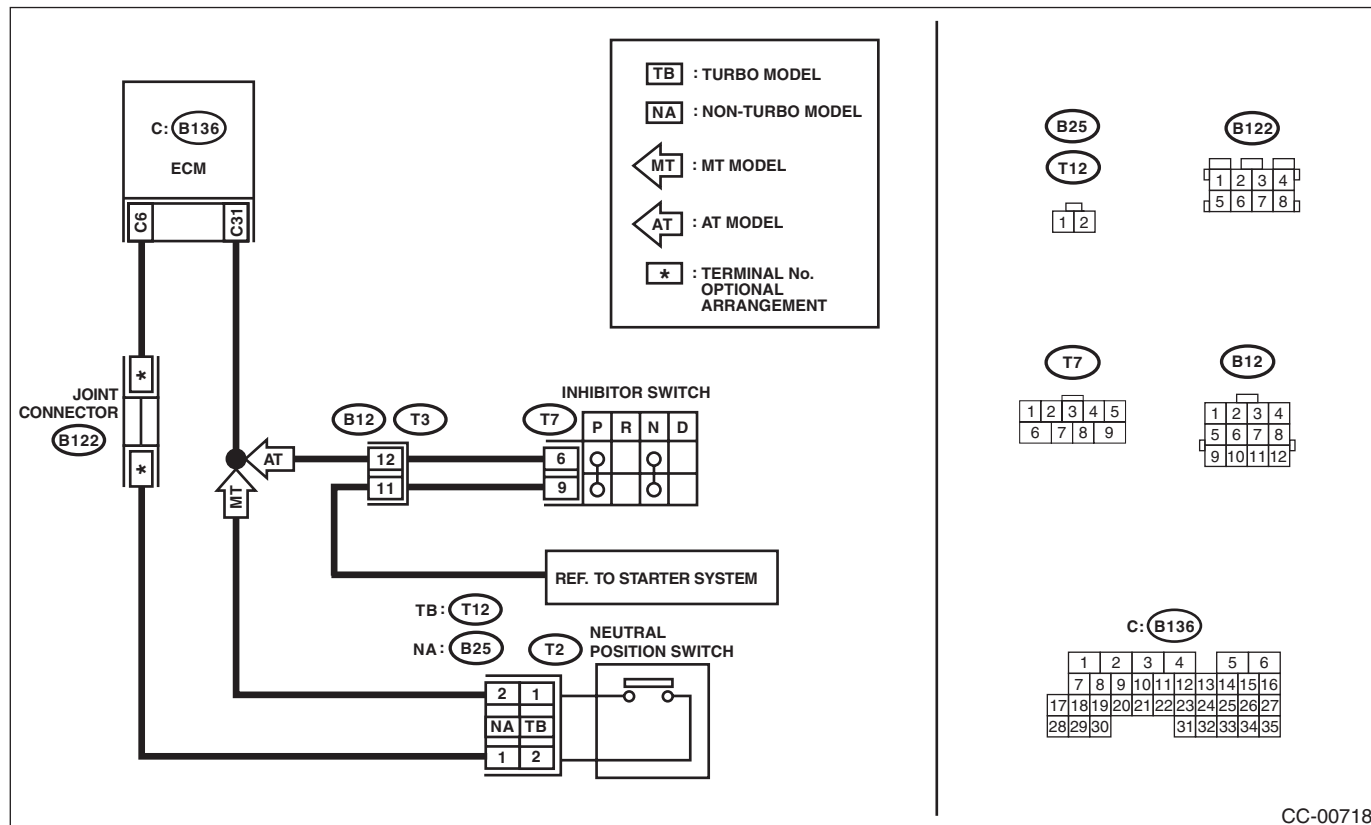 TB : TURBO MODEL
NA : NON-TURBO MODEL
MT : MT MODEL
AT : AT MODEL
* : TERMINAL No.
OPTIONAL
ARRANGEMENT
C: B136
ECM
C6 C31
*
JOINT
CONNECTOR
B122
*
AT
MT
B12 T3
12
11
INHIBITOR SWITCH
T7
P R N D
6
9
REF. TO STARTER SYSTEM
TB: T12
NA: B25
T2
NEUTRAL
POSITION SWITCH
2 1
NA TB
1 2
B25
T12
1 2
B122
1 2 3 4
5 6 7 8
T7
1 2 3 4 5
6 7 8 9
B12
1 2 3 4
5 6 7 8
9 10 11 12
C: B136
1 2 3 4 5 6
7 8 9 10 11 12 13 14 15 16
17 18 19 20 21 22 23 24 25 26 27
28 29 30 31 32 33 34 35
CC-00718